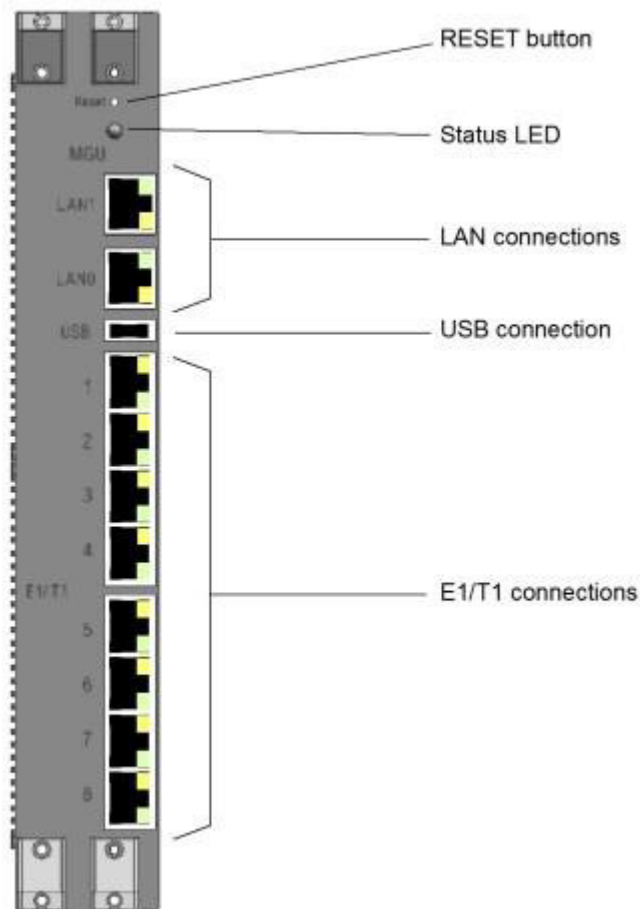 RESET button
Reset
Status LED
MGU
LAN1
LAN connections
LAN0
USB connection
USB
1
2
3
4
E1/T1 connections
E1/T1
5
6
7
8